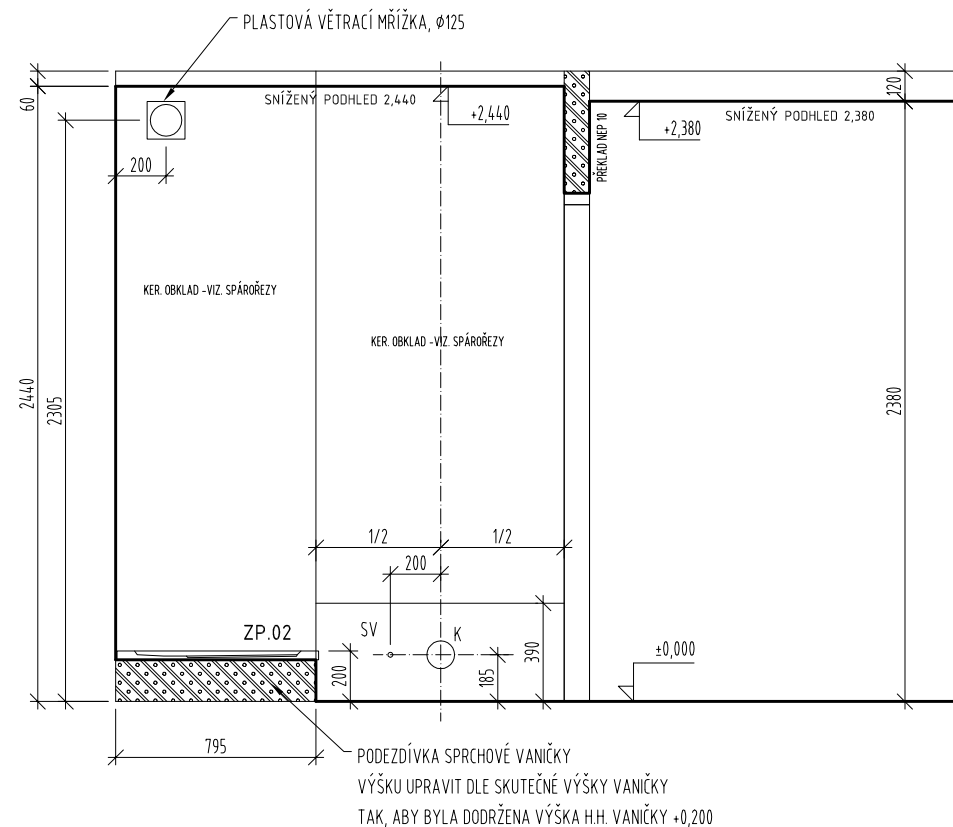 PLASTOVÁ VĚTRACÍ MŘÍŽKA, Ø125
60
SNÍŽENÝ PODHLED 2,440
+2,440
120
+2,380
SNÍŽENÝ PODHLED 2,380
PŘEKLAD NEP 10
200
KER. OBKLAD -VIZ. SPÁROŘEZY
KER. OBKLAD -VIZ. SPÁROŘEZY
2440
2305
2380
1/2
1/2
200
ZP.02
SV
K
390
200
185
±0,000
795
PODEZDÍVKA SPRCHOVÉ VANIČKY
VÝŠKU UPRAVIT DLE SKUTEČNÉ VÝŠKY VANIČKY
TAK, ABY BYLA DODRŽENA VÝŠKA H.H. VANIČKY +0,200